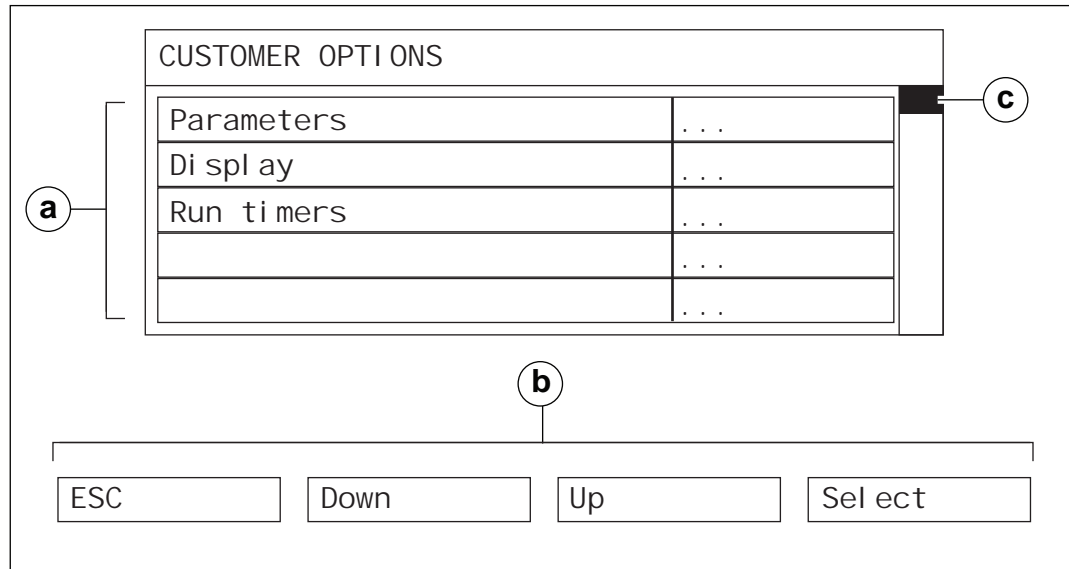 CUSTOMER OPTIONS
c
Parameters ...
Display ...
a
Run timers ...
...
...
b
ESC Down Up Select